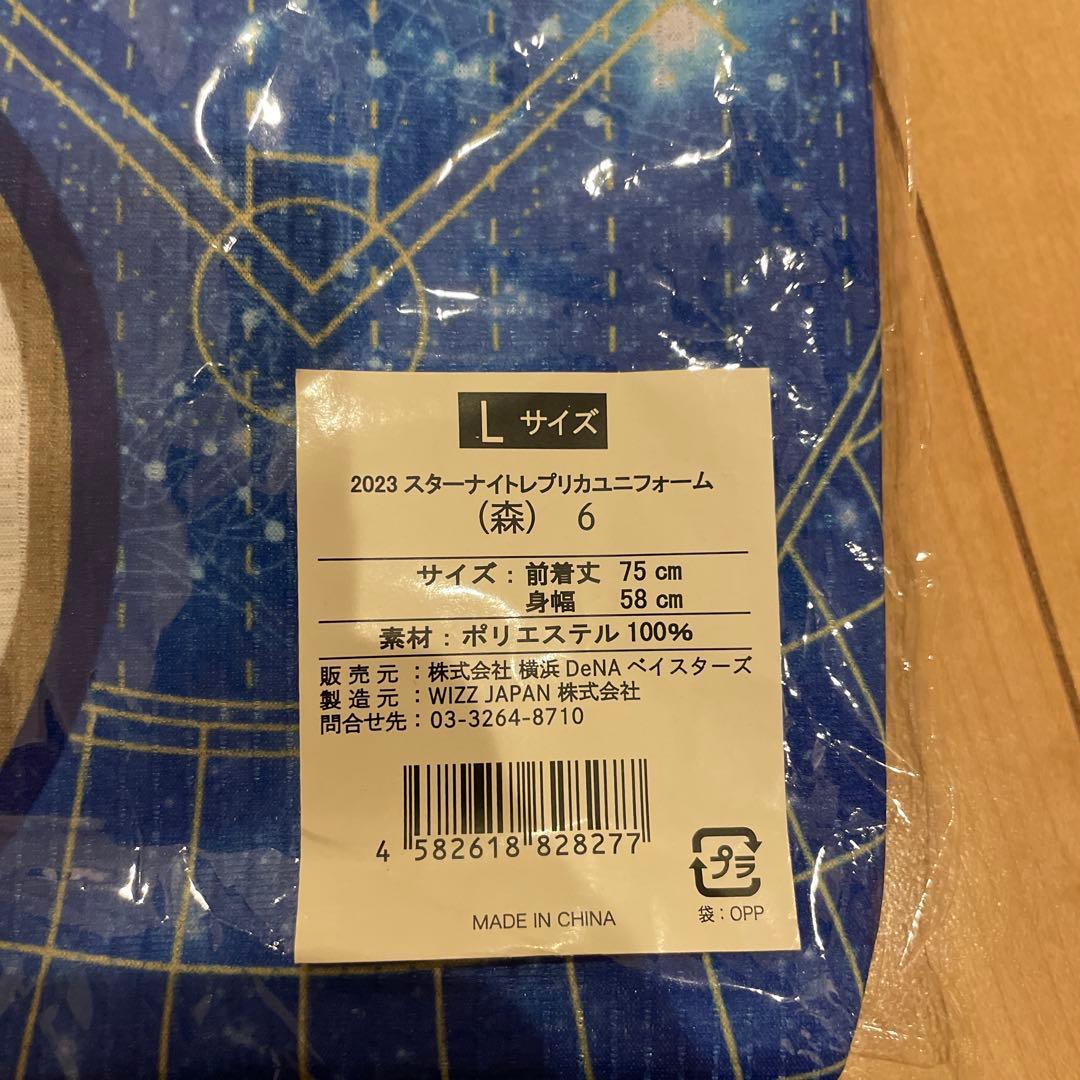 L サイズ
2023 スターナイトレプリカユニフォーム
(森) 6
サイズ : 前着丈 75 cm
身幅 58 cm
素材 : ポリエステル 100%
販売元 : 株式会社 横浜 DeNA ベイスターズ
製造元 : WIZZ JAPAN 株式会社
問合せ先 : 03-3264-8710
4 582618 828277
プラ
袋 : OPP
MADE IN CHINA